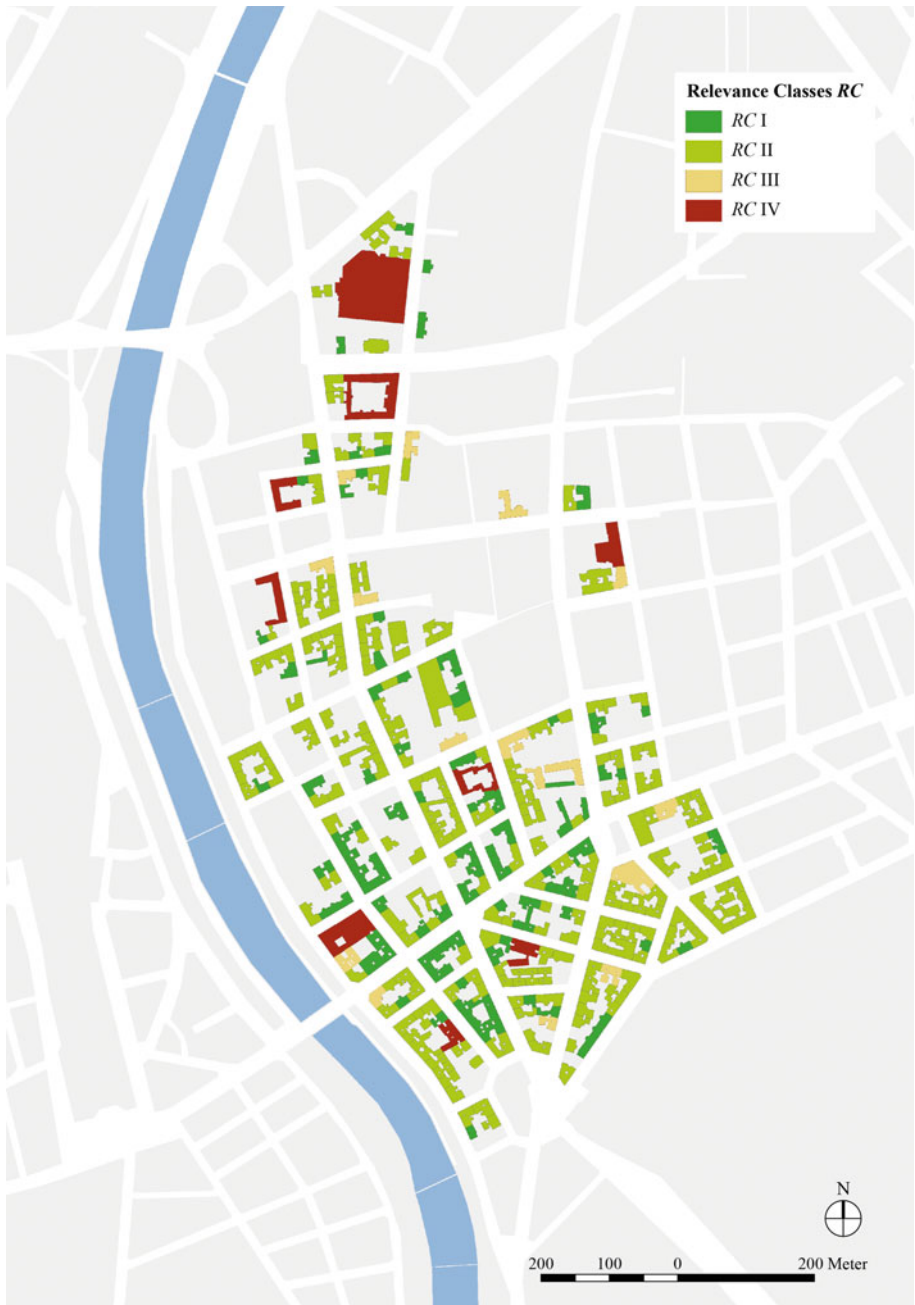 Relevance Classes RC
RC I
RC II
RC III
RC IV
N
200 100 0 200 Meter